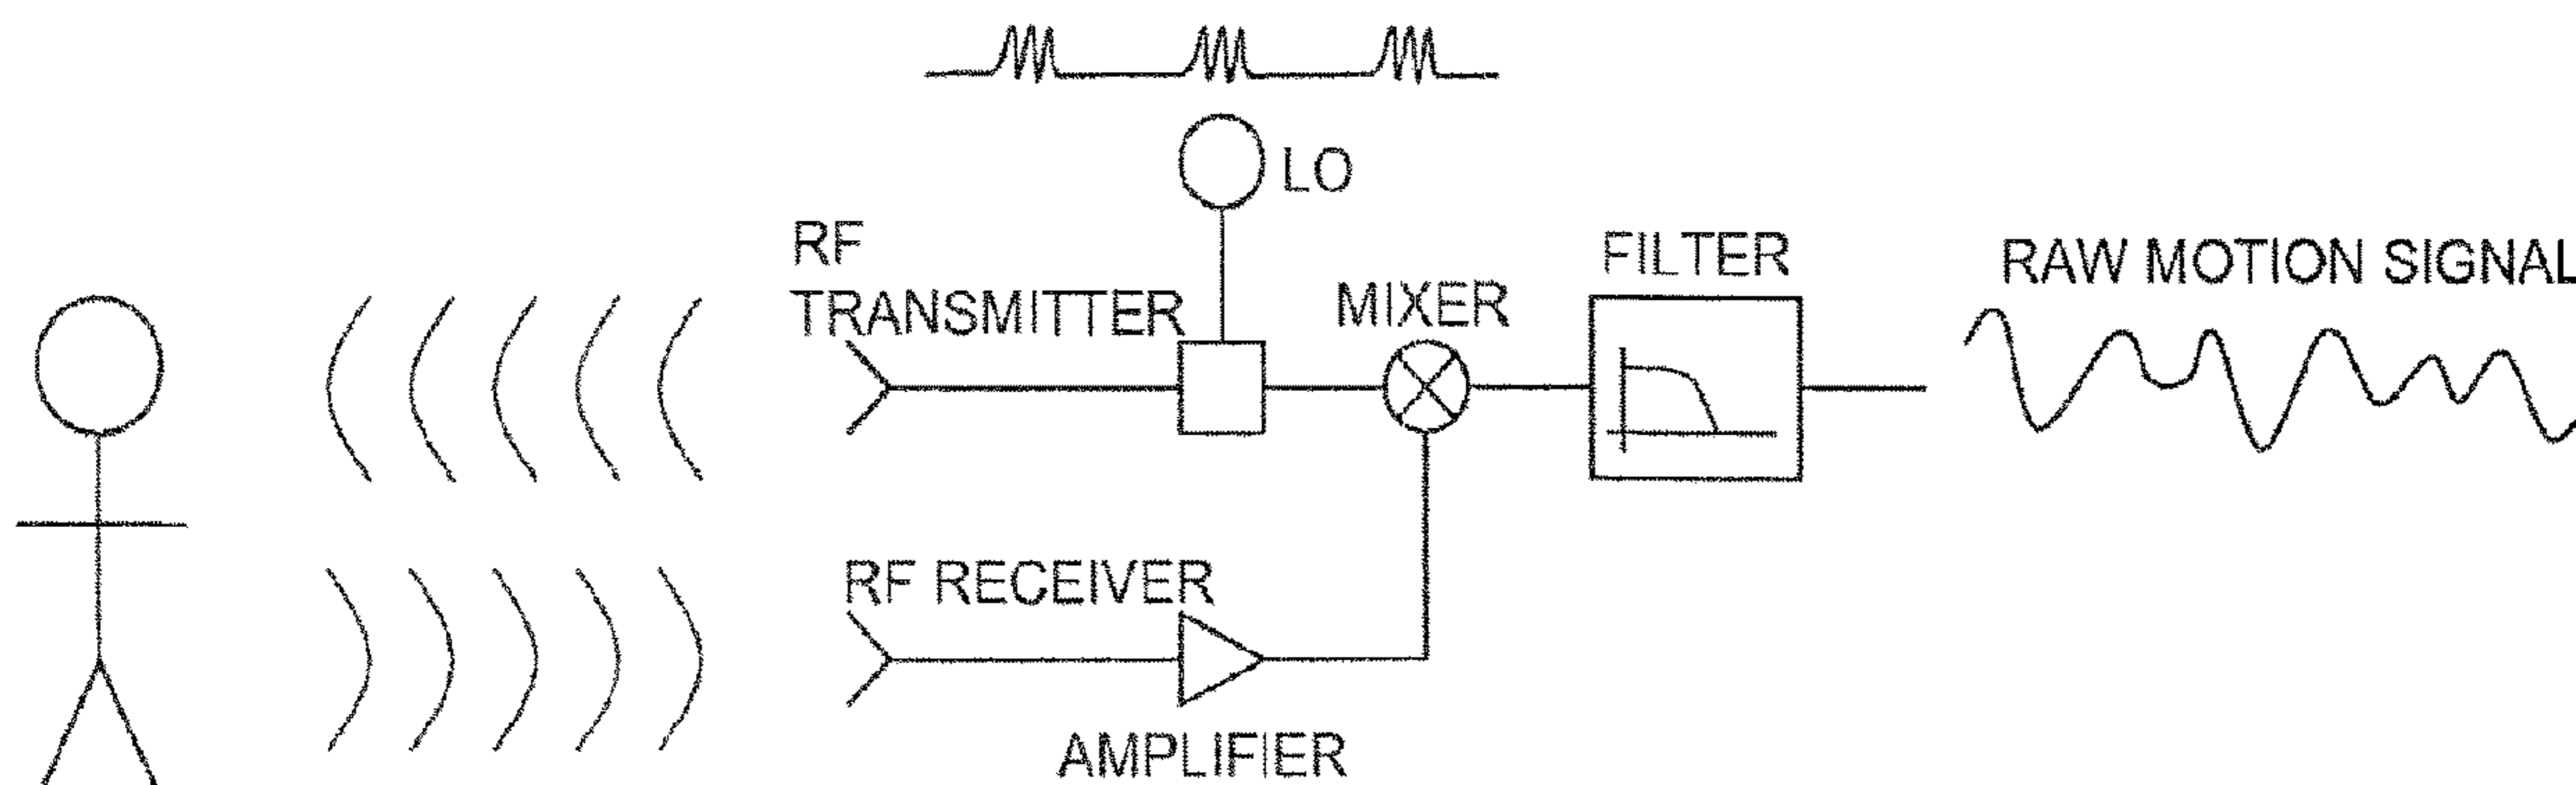 LO
RF
TRANSMITTER
MIXER
FILTER
RAW MOTION SIGNAL
RF RECEIVER
AMPLIFIER